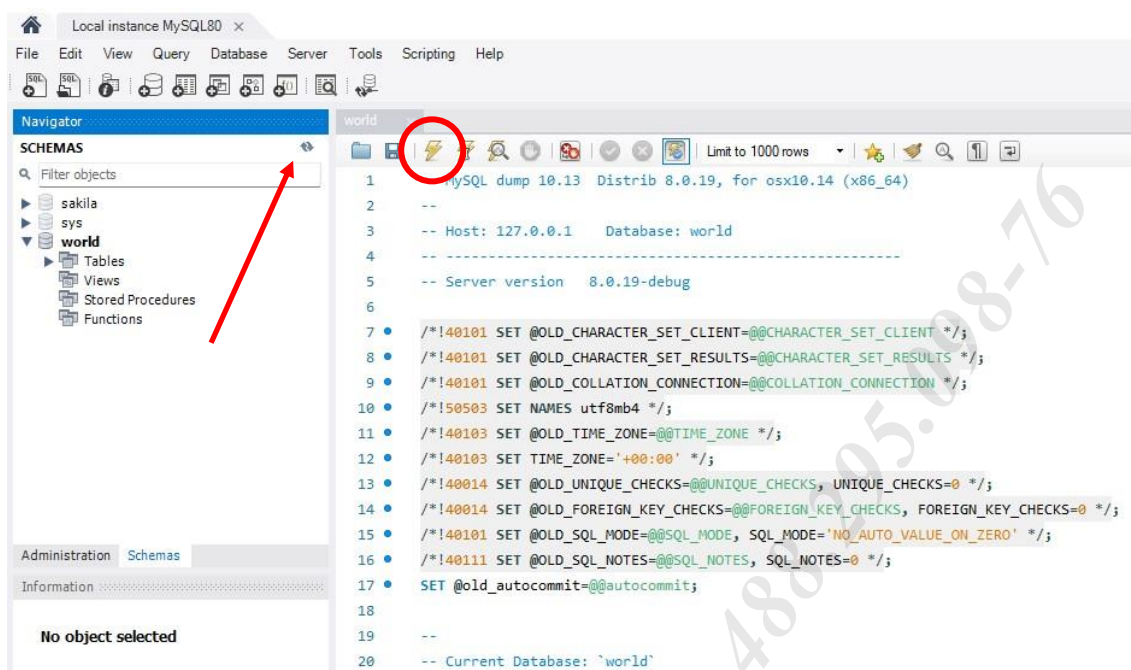 Local instance MySQL80 ×
File Edit View Query Database Server Tools Scripting Help
Navigator
SCHEMAS
Filter objects
sakila
sys
world
Tables
Views
Stored Procedures
Functions
Administration Schemas
Information
No object selected
world
Limit to 1000 rows
1 MySQL dump 10.13 Distrib 8.0.19, for osx10.14 (x86_64)
2 --
3 -- Host: 127.0.0.1 Database: world
4 -- ------------------------------------------------------
5 -- Server version 8.0.19-debug
6
7 /*!40101 SET @OLD_CHARACTER_SET_CLIENT=@@CHARACTER_SET_CLIENT */;
8 /*!40101 SET @OLD_CHARACTER_SET_RESULTS=@@CHARACTER_SET_RESULTS */;
9 /*!40101 SET @OLD_COLLATION_CONNECTION=@@COLLATION_CONNECTION */;
10 /*!50503 SET NAMES utf8mb4 */;
11 /*!40103 SET @OLD_TIME_ZONE=@@TIME_ZONE */;
12 /*!40103 SET TIME_ZONE='+00:00' */;
13 /*!40014 SET @OLD_UNIQUE_CHECKS=@@UNIQUE_CHECKS, UNIQUE_CHECKS=0 */;
14 /*!40014 SET @OLD_FOREIGN_KEY_CHECKS=@@FOREIGN_KEY_CHECKS, FOREIGN_KEY_CHECKS=0 */;
15 /*!40101 SET @OLD_SQL_MODE=@@SQL_MODE, SQL_MODE='NO_AUTO_VALUE_ON_ZERO' */;
16 /*!40111 SET @OLD_SQL_NOTES=@@SQL_NOTES, SQL_NOTES=0 */;
17 SET @old_autocommit=@@autocommit;
18
19 --
20 -- Current Database: `world`
488.295.098-76